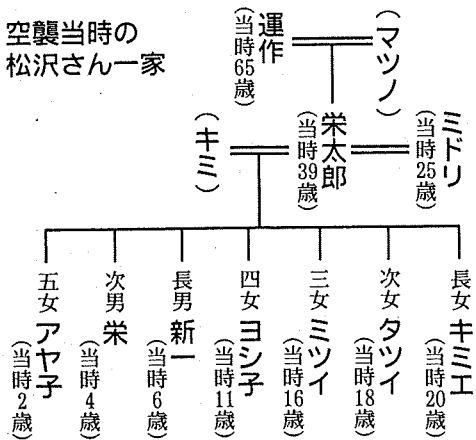 空襲当時の
松沢さん一家
(マツノ)
運作
(当時65歳)
ミドリ
(当時25歳)
栄太郎
(当時39歳)
(キミ)
長女 キミエ
(当時20歳)
次女 タツイ
(当時18歳)
三女 ミツイ
(当時16歳)
四女 ヨシ子
(当時11歳)
長男 新一
(当時6歳)
次男 栄
(当時4歳)
五女 アヤ子
(当時2歳)